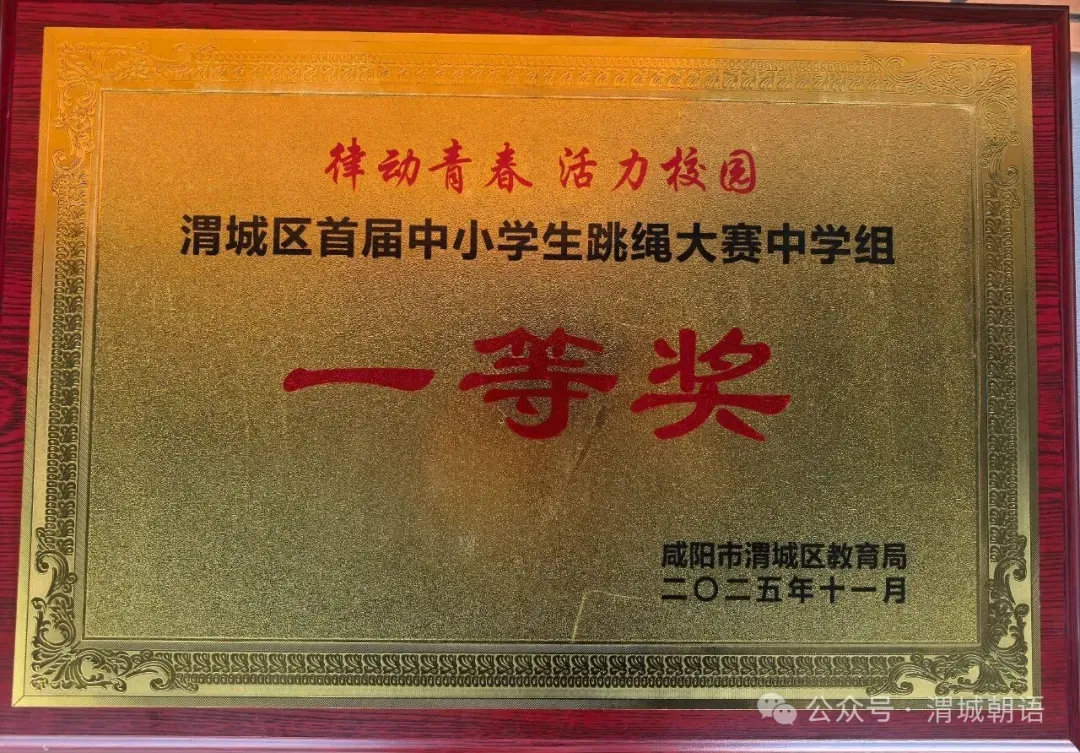 律动青春 活力校园
渭城区首届中小学生跳绳大赛中学组
一等奖
咸阳市渭城区教育局
二〇二五年十一月
公众号 · 渭城朝语